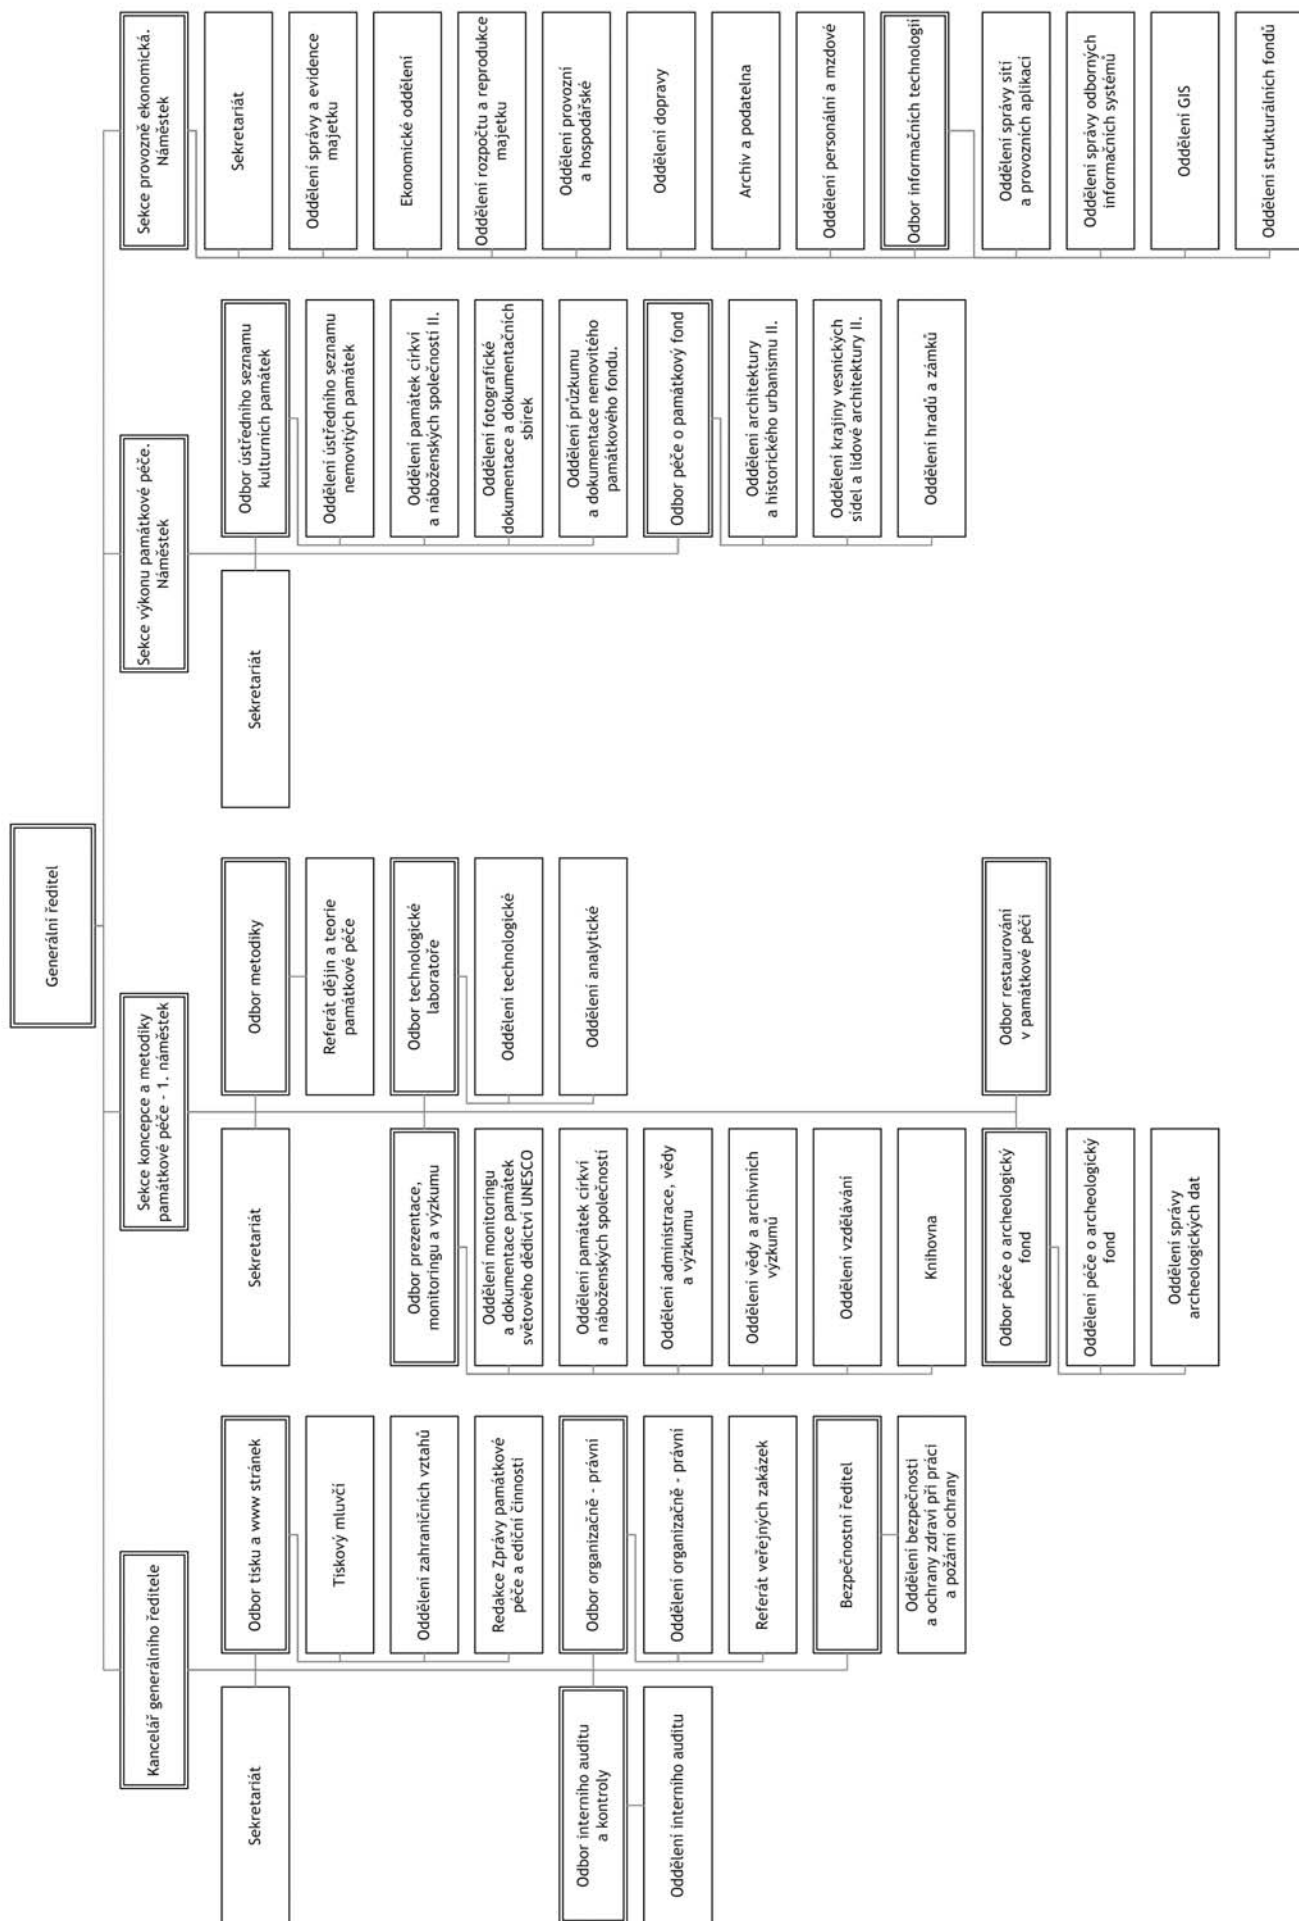 Generální ředitel
Kancelář generálního ředitele
Sekretariát
Odbor tisku a www stránek
Tiskový mluvčí
Oddělení zahraničních vztahů
Redakce Zprávy památkové
péče a ediční činnosti
Odbor interního auditu
a kontroly
Oddělení interního auditu
Odbor organizačně - právní
Oddělení organizačně - právní
Referát veřejných zakázek
Bezpečnostní ředitel
Oddělení bezpečnosti
a ochrany zdraví při práci
a požární ochrany
Sekce koncepce a metodiky
památkové péče - 1. náměstek
Sekretariát
Odbor metodiky
Referát dějin a teorie
památkové péče
Odbor prezentace,
monitoringu a výzkumu
Oddělení monitoringu
a dokumentace památek
světového dědictví UNESCO
Oddělení památek církví
a náboženských společností
Oddělení administrace, vědy
a výzkumu
Oddělení vědy a archivních
výzkumů
Oddělení vzdělávání
Knihovna
Odbor technologické
laboratoře
Oddělení technologické
Oddělení analytické
Odbor péče o archeologický
fond
Oddělení péče o archeologický
fond
Oddělení správy
archeologických dat
Odbor restaurování
v památkové péči
Sekce výkonu památkové péče.
Náměstek
Sekretariát
Odbor ústředního seznamu
kulturních památek
Oddělení ústředního seznamu
nemovitých památek
Oddělení památek církví
a náboženských společností II.
Oddělení fotografické
dokumentace a dokumentačních
sbírek
Oddělení průzkumu
a dokumentace nemovitého
památkového fondu.
Odbor péče o památkový fond
Oddělení architektury
a historického urbanismu II.
Oddělení krajiny vesnických
sídel a lidové architektury II.
Oddělení hradů a zámků
Sekce provozně ekonomická.
Náměstek
Sekretariát
Oddělení správy a evidence
majetku
Ekonomické oddělení
Oddělení rozpočtu a reprodukce
majetku
Oddělení provozní
a hospodářské
Oddělení dopravy
Archiv a podatelna
Oddělení personální a mzdové
Odbor informačních technologií
Oddělení správy sítí
a provozních aplikací
Oddělení správy odborných
informačních systémů
Oddělení GIS
Oddělení strukturálních fondů